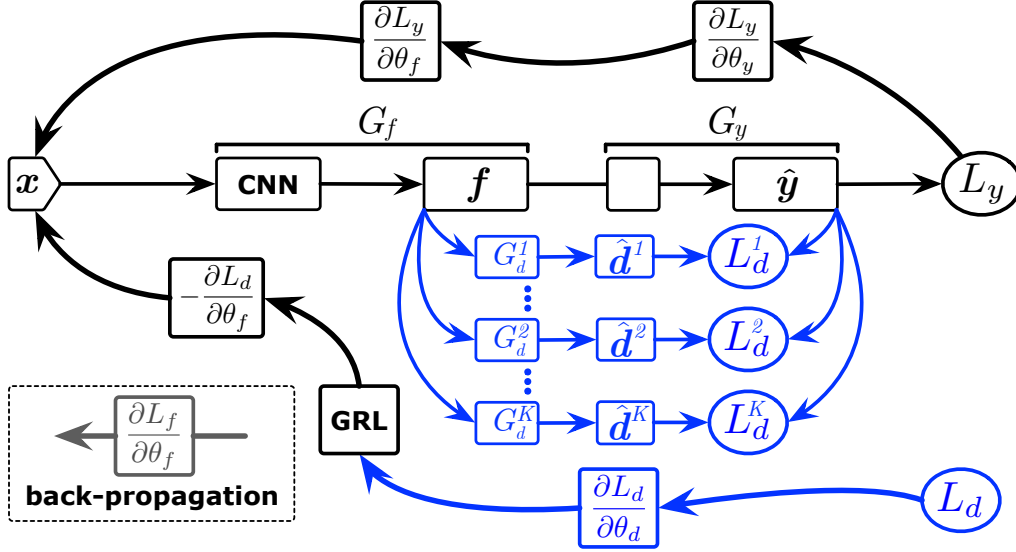 ∂L_y/∂θ_f
∂L_y/∂θ_y
G_f
G_y
x
CNN
f
ŷ
L_y
G_d^1
d̂^1
L_d^1
-∂L_d/∂θ_f
G_d^2
d̂^2
L_d^2
GRL
G_d^K
d̂^K
L_d^K
∂L_f/∂θ_f
back-propagation
∂L_d/∂θ_d
L_d